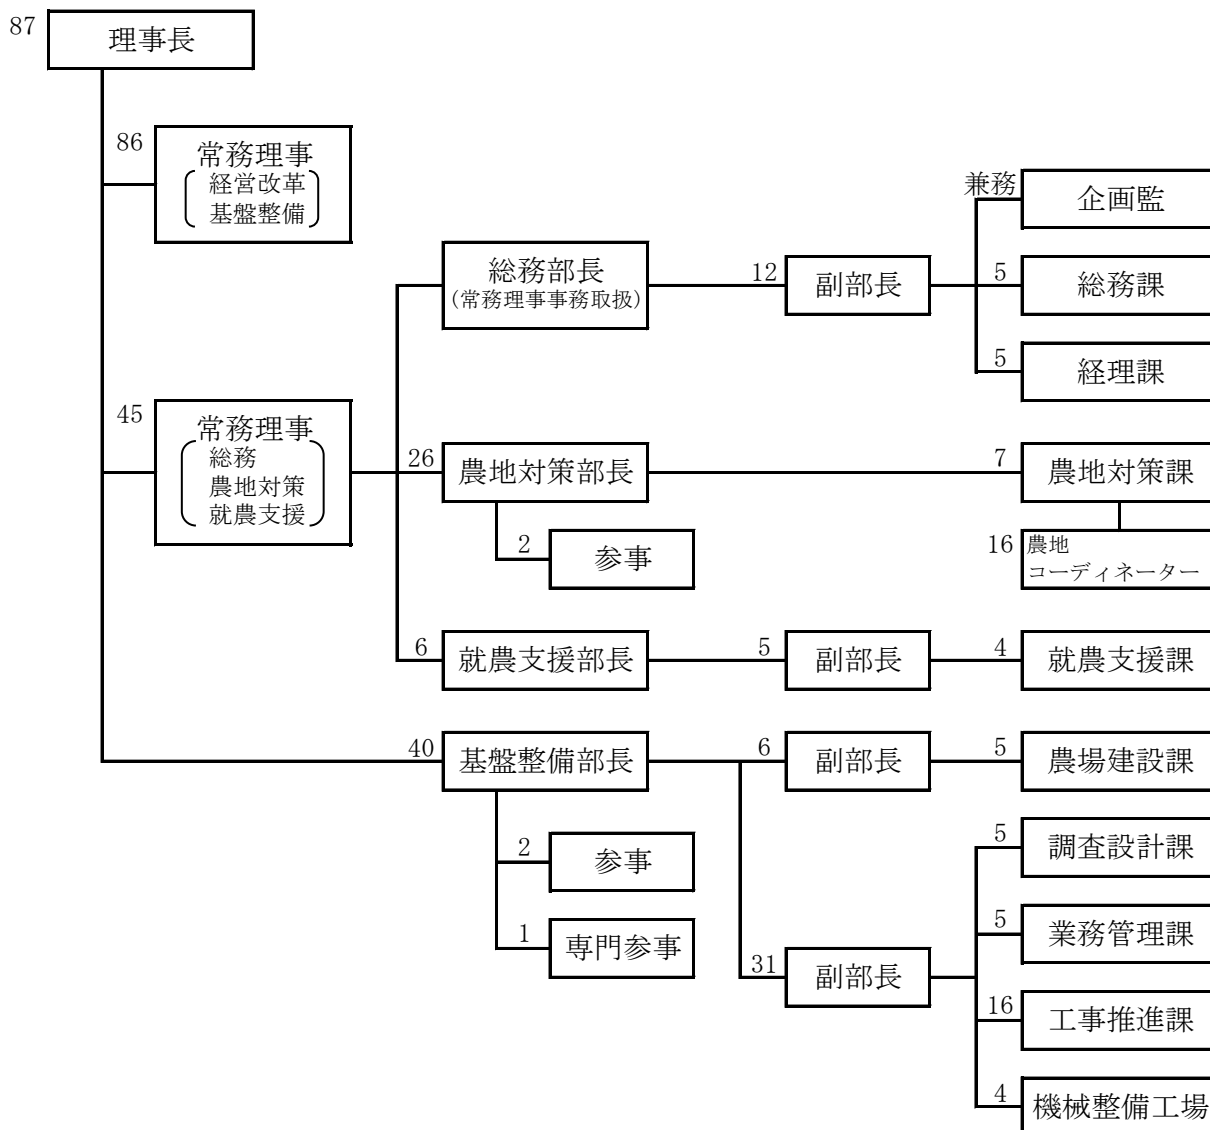 87 理事長
86 常務理事
経営改革
基盤整備
兼務 企画監
総務部長
(常務理事事務取扱)
12 副部長
5 総務課
5 経理課
45 常務理事
総務
農地対策
就農支援
26 農地対策部長
7 農地対策課
2 参事
16 農地
コーディネーター
6 就農支援部長
5 副部長
4 就農支援課
40 基盤整備部長
6 副部長
5 農場建設課
2 参事
5 調査設計課
1 専門参事
5 業務管理課
31 副部長
16 工事推進課
4 機械整備工場